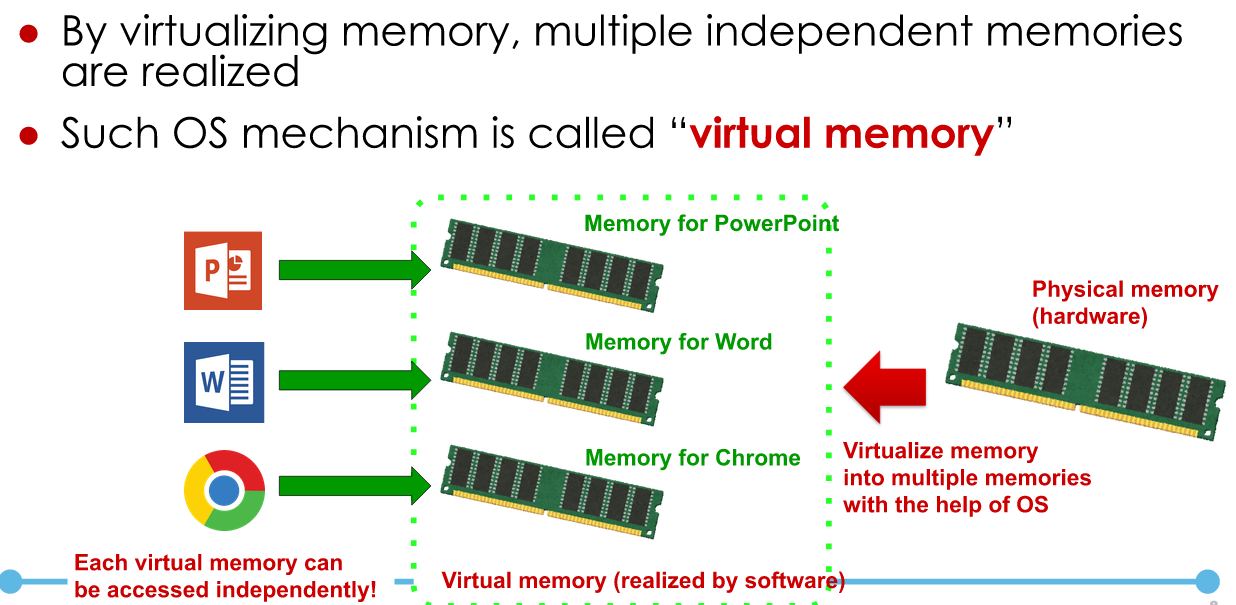 By virtualizing memory, multiple independent memories
are realized
Such OS mechanism is called “virtual memory”
Memory for PowerPoint
P
Physical memory
(hardware)
Memory for Word
W
Virtualize memory
into multiple memories
with the help of OS
Memory for Chrome
Each virtual memory can
be accessed independently!
Virtual memory (realized by software)